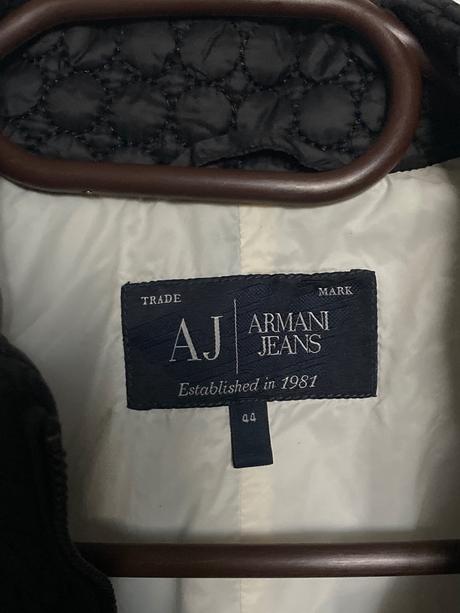 TRADE MARK
AJ ARMANI
JEANS
Established in 1981
44